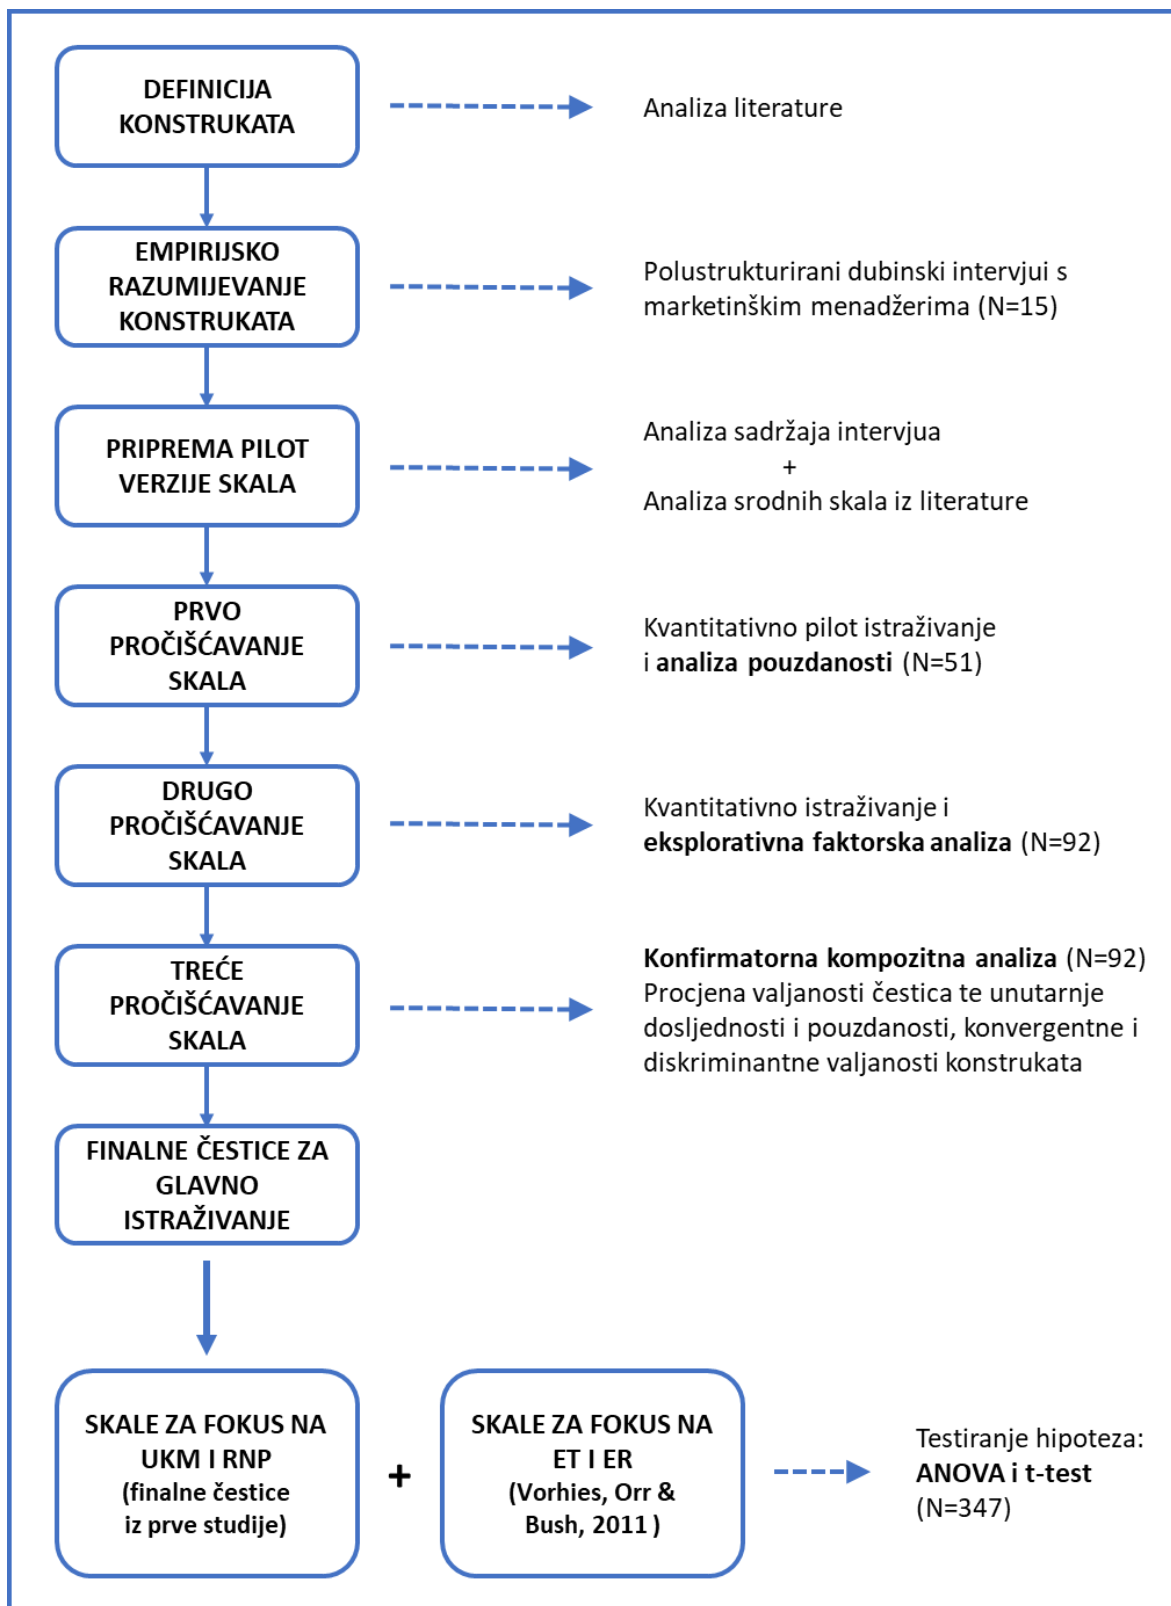 DEFINICIJA
KONSTRUKATA
Analiza literature
EMPIRIJSKO
RAZUMIJEVANJE
KONSTRUKATA
Polustrukturirani dubinski intervjui s
marketinškim menadžerima (N=15)
PRIPREMA PILOT
VERZIJE SKALA
Analiza sadržaja intervjua
+
Analiza srodnih skala iz literature
PRVO
PROČIŠĆAVANJE
SKALA
Kvantitativno pilot istraživanje
i analiza pouzdanosti (N=51)
DRUGO
PROČIŠĆAVANJE
SKALA
Kvantitativno istraživanje i
eksplorativna faktorska analiza (N=92)
TREĆE
PROČIŠĆAVANJE
SKALA
Konfirmatorna kompozitna analiza (N=92)
Procjena valjanosti čestica te unutarnje
dosljednosti i pouzdanosti, konvergentne i
diskriminantne valjanosti konstrukata
FINALNE ČESTICE ZA
GLAVNO
ISTRAŽIVANJE
SKALE ZA FOKUS NA
UKM I RNP
(finalne čestice
iz prve studije)
+
SKALE ZA FOKUS NA
ET I ER
(Vorhies, Orr &
Bush, 2011 )
Testiranje hipoteza:
ANOVA i t-test
(N=347)